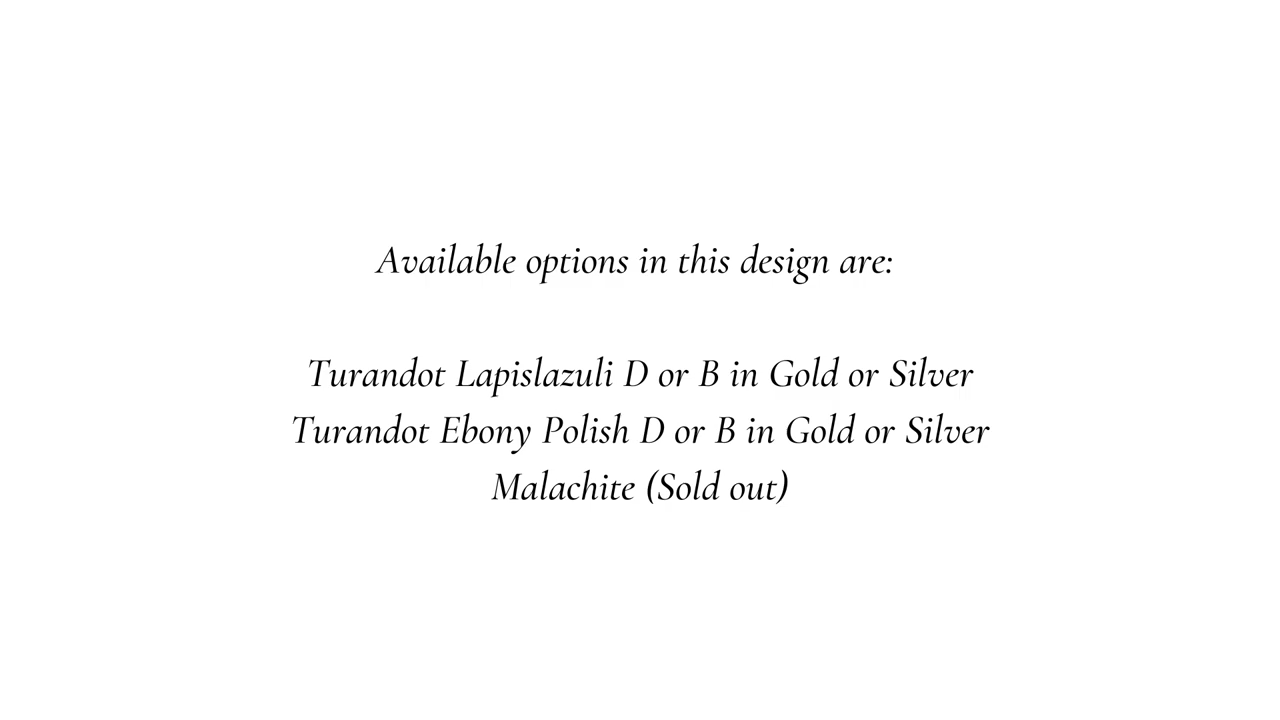 Available options in this design are:
Turandot Lapislazuli D or B in Gold or Silver
Turandot Ebony Polish D or B in Gold or Silver
Malachite (Sold out)